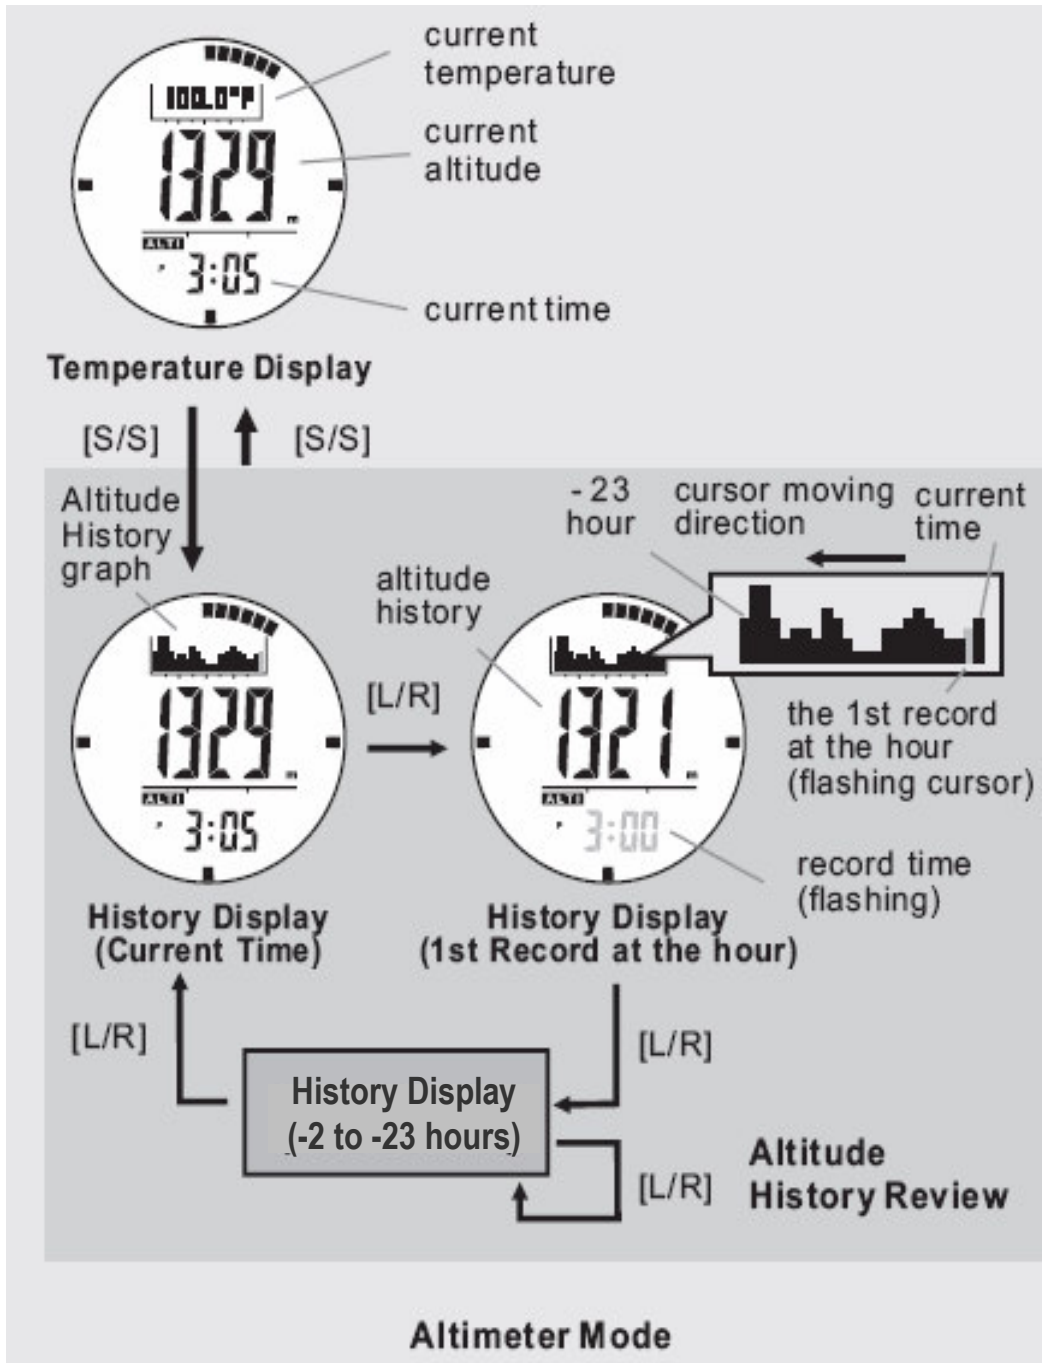 current
temperature
100.0°F
1329 m
current
altitude
ALTI
P 3:05
current time
Temperature Display
[S/S]
[S/S]
Altitude
History
graph
- 23
hour
cursor moving
direction
current
time
altitude
history
1329 m
ALTI
P 3:05
[L/R]
1321 m
ALTI
P 3:00
the 1st record
at the hour
(flashing cursor)
record time
(flashing)
History Display
(Current Time)
History Display
(1st Record at the hour)
[L/R]
[L/R]
History Display
(-2 to -23 hours)
[L/R]
Altitude
History Review
Altimeter Mode